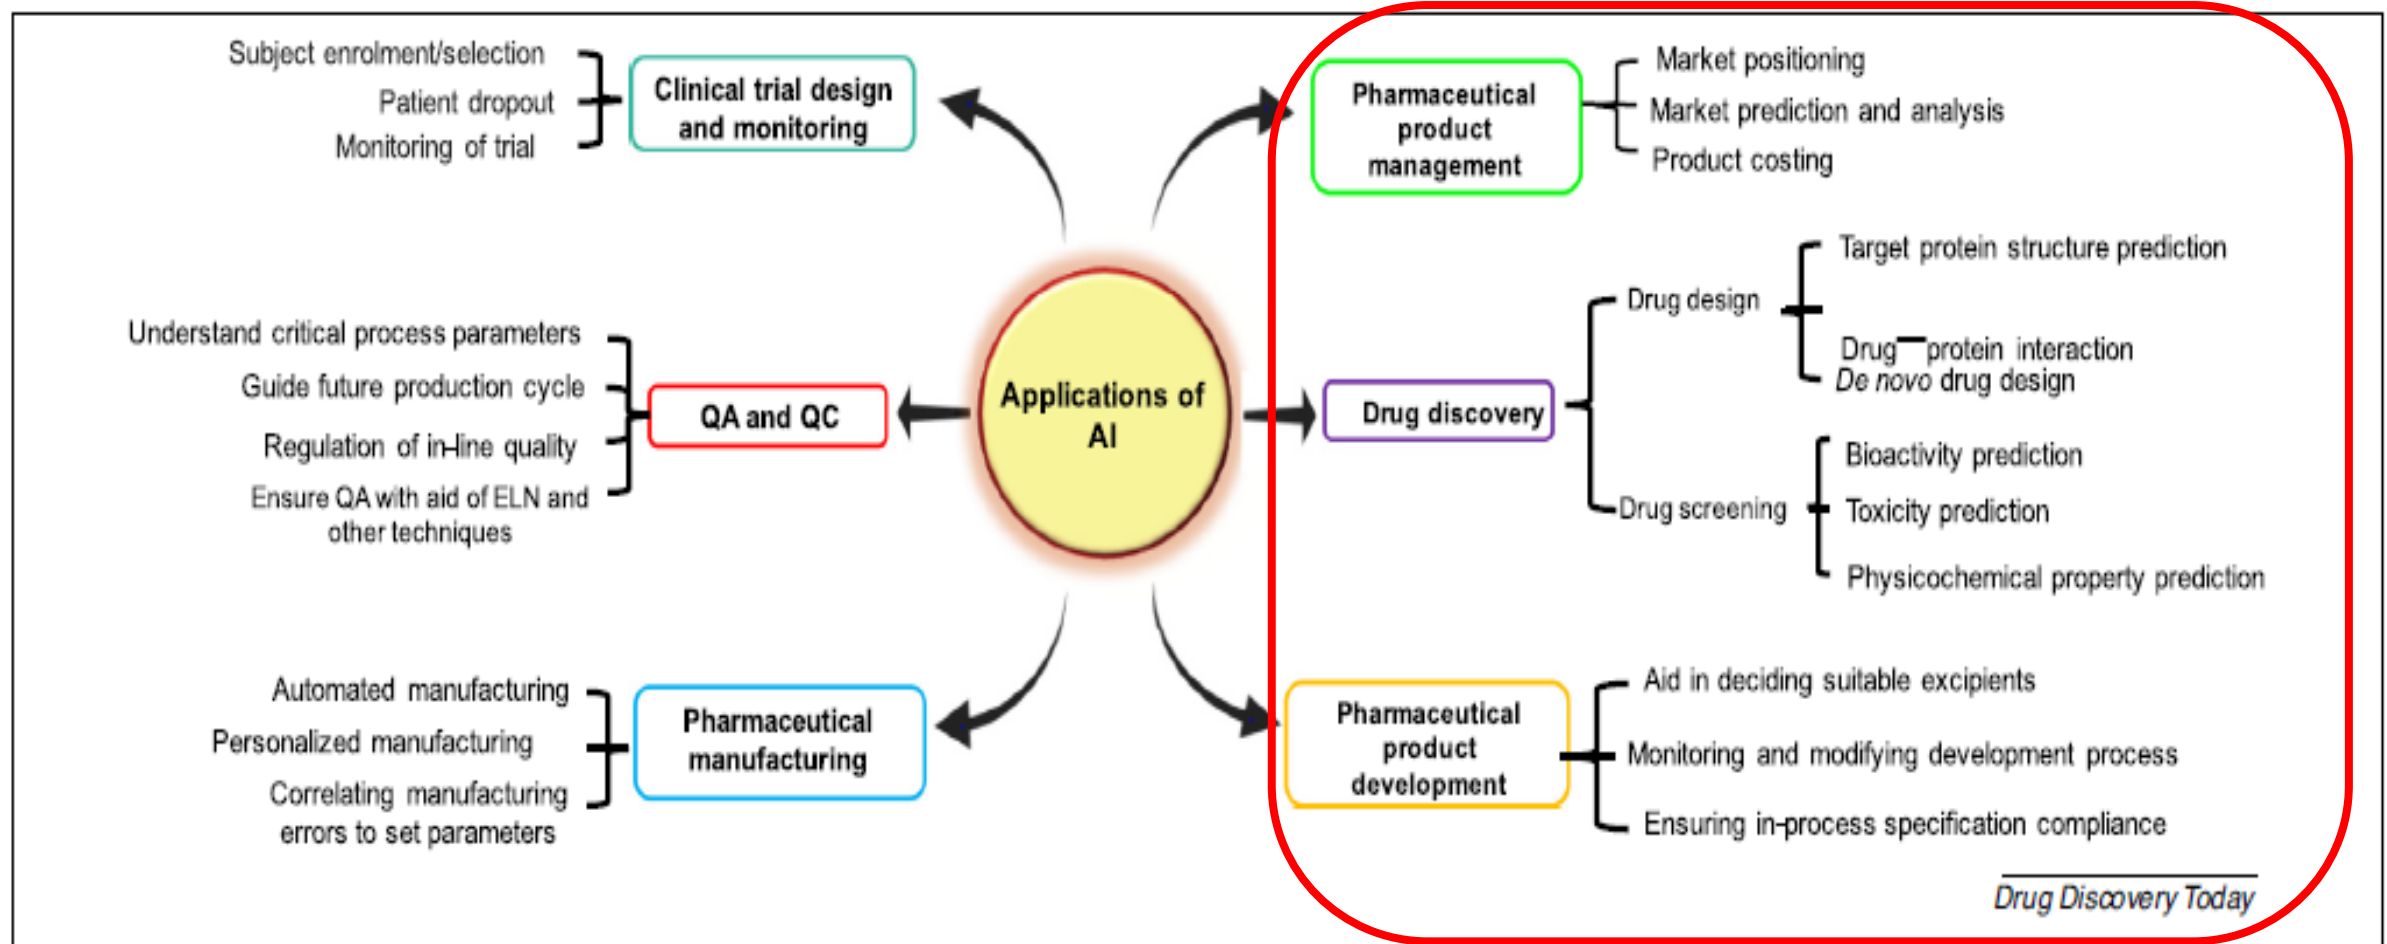 Subject enrolment/selection
Patient dropout
Monitoring of trial
Clinical trial design
and monitoring
Understand critical process parameters
Guide future production cycle
Regulation of in-line quality
Ensure QA with aid of ELN and
other techniques
QA and QC
Automated manufacturing
Personalized manufacturing
Correlating manufacturing
errors to set parameters
Pharmaceutical
manufacturing
Applications of
AI
Pharmaceutical
product
management
Market positioning
Market prediction and analysis
Product costing
Drug discovery
Drug design
Target protein structure prediction
Drug–protein interaction
De novo drug design
Drug screening
Bioactivity prediction
Toxicity prediction
Physicochemical property prediction
Pharmaceutical
product
development
Aid in deciding suitable excipients
Monitoring and modifying development process
Ensuring in-process specification compliance
Drug Discovery Today